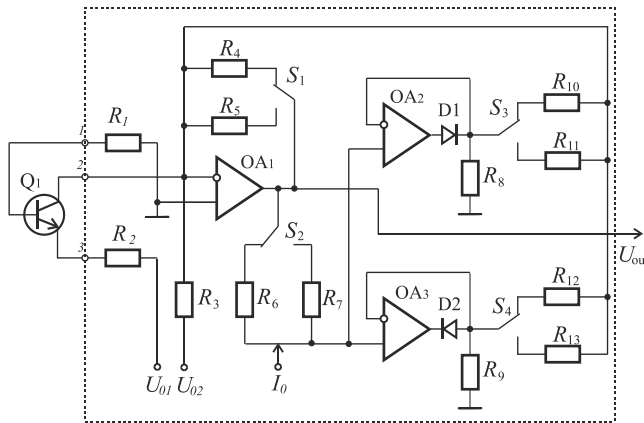 R4
S1
R5
OA1
OA2
D1
S3
R10
R11
R8
1
R1
2
Q1
3
R2
S2
R3
R6
R7
U01
U02
I0
OA3
D2
S4
R12
R13
R9
Uou